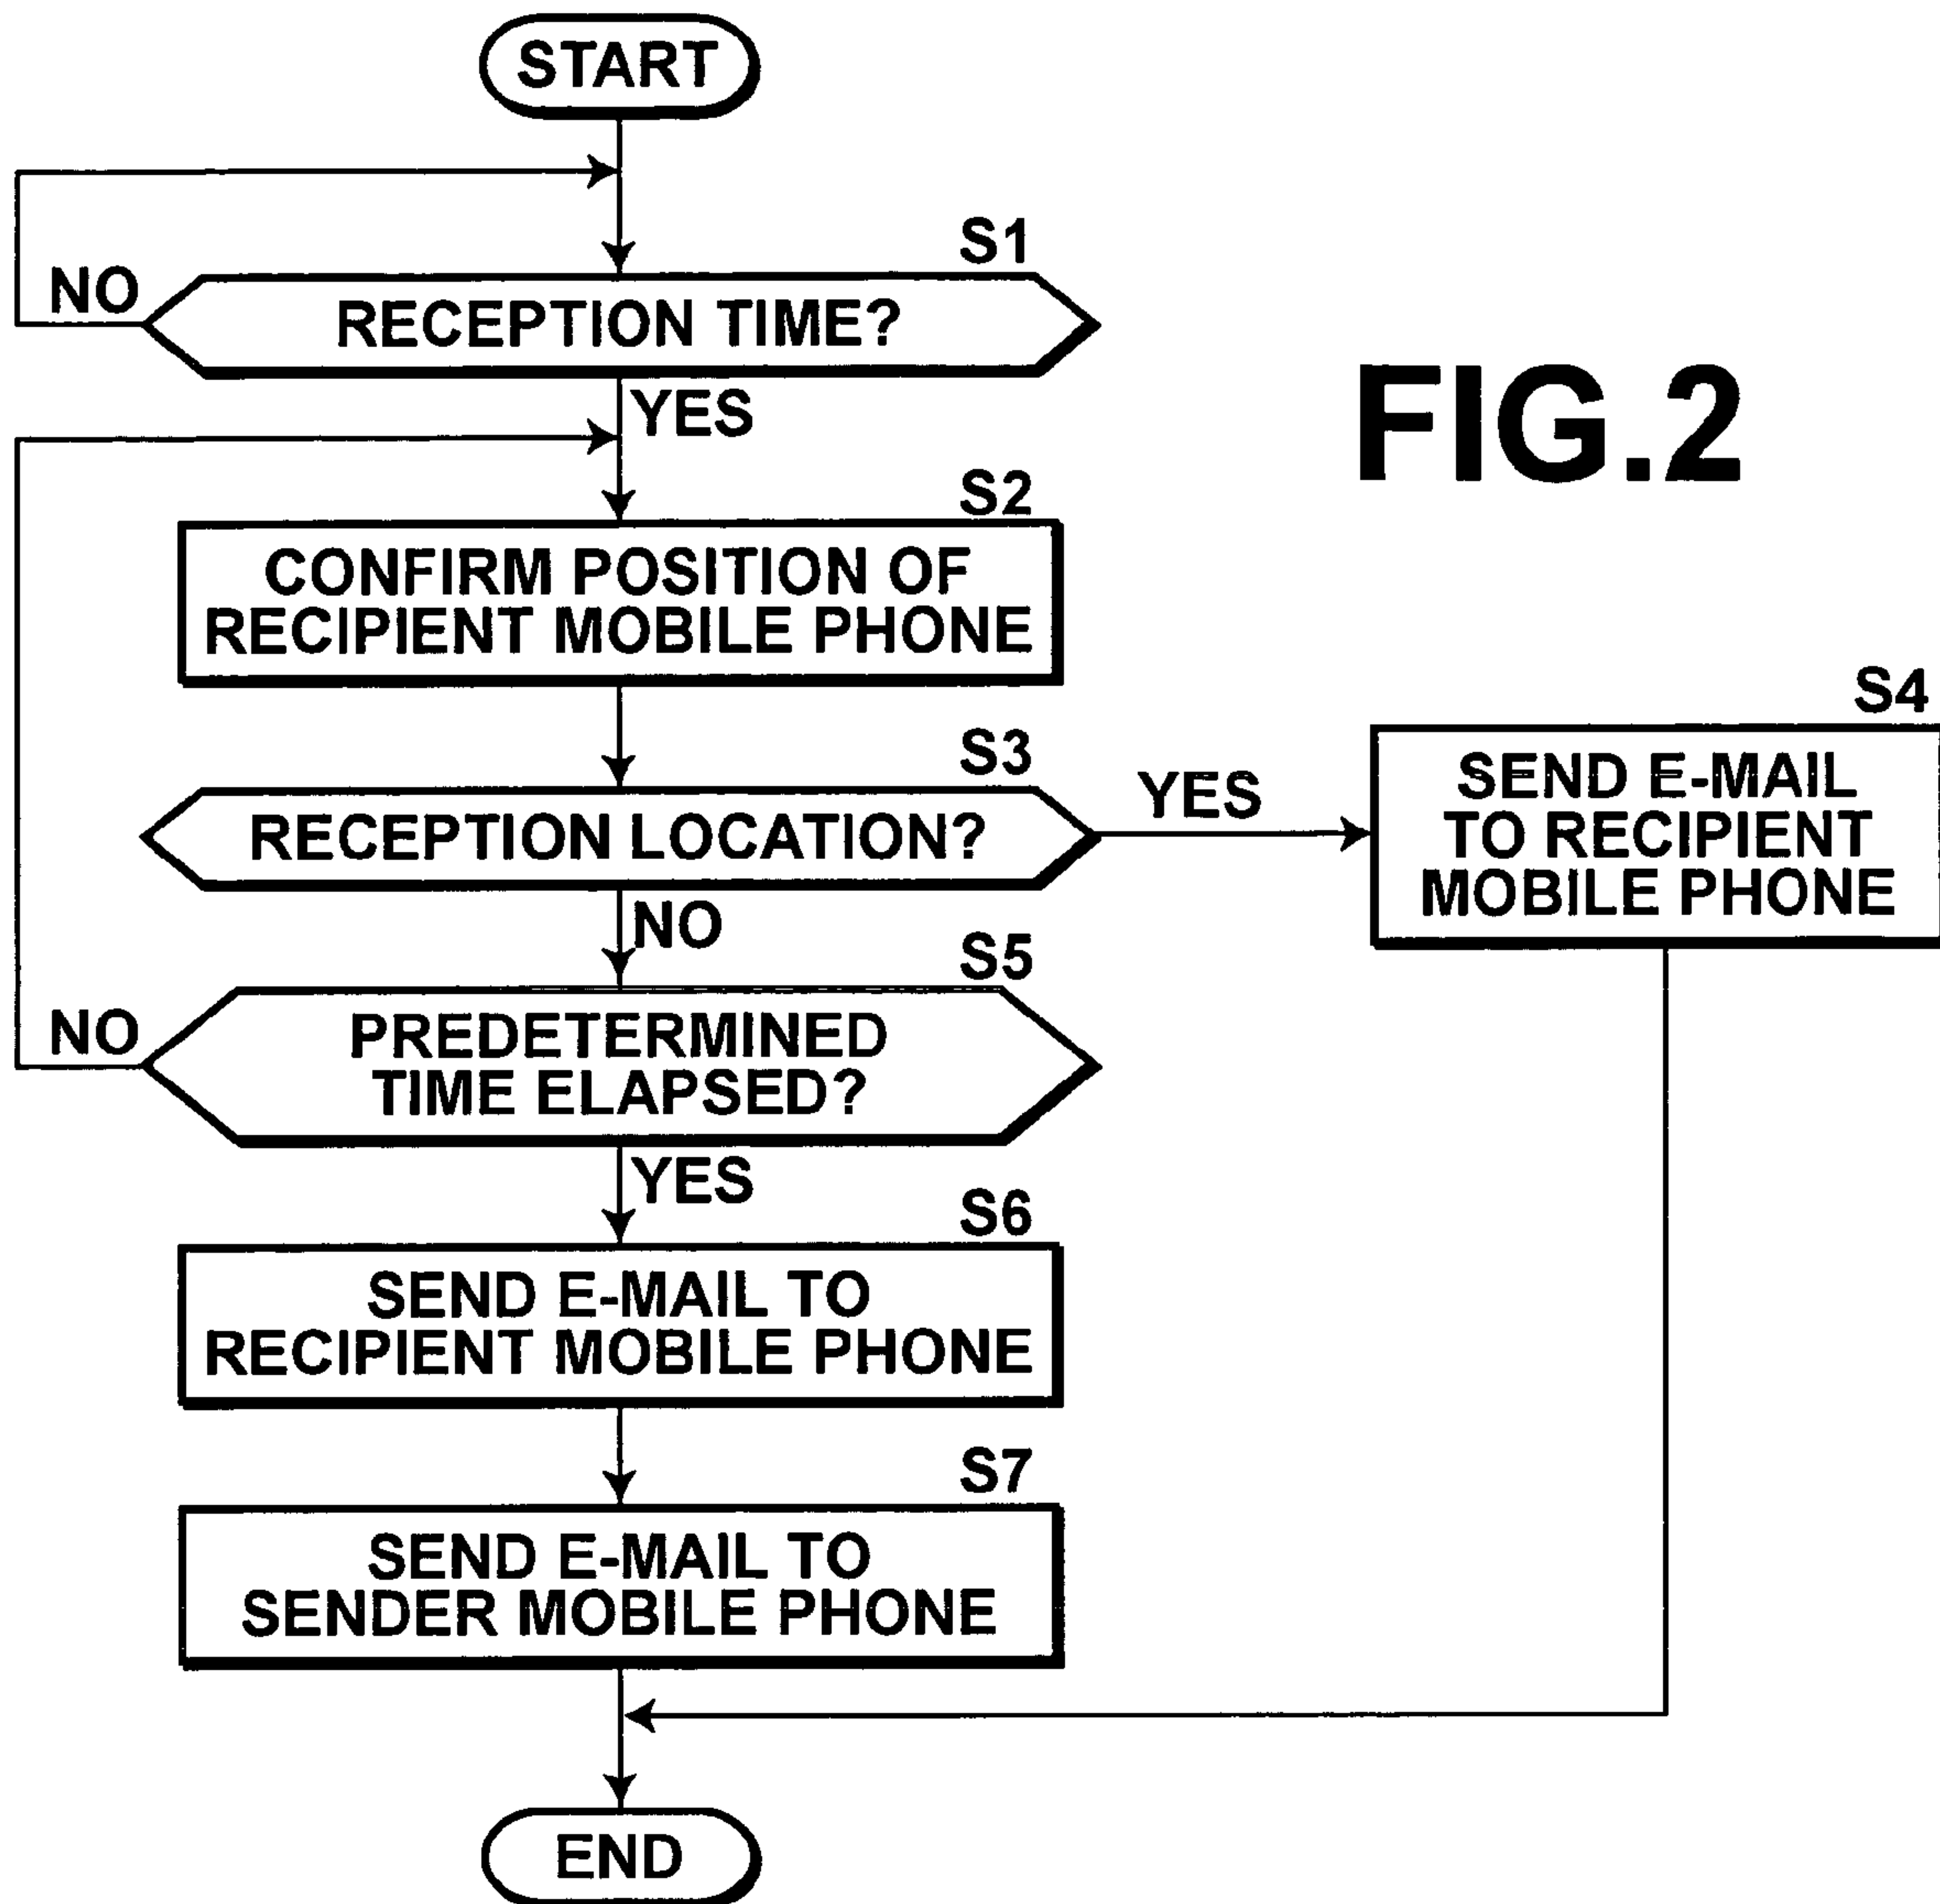 START
S1
NO
RECEPTION TIME?
YES
FIG.2
S2
CONFIRM POSITION OF
RECIPIENT MOBILE PHONE
S3
RECEPTION LOCATION?
YES
S4
SEND E-MAIL
TO RECIPIENT
MOBILE PHONE
NO
S5
NO
PREDETERMINED
TIME ELAPSED?
YES
S6
SEND E-MAIL TO
RECIPIENT MOBILE PHONE
S7
SEND E-MAIL TO
SENDER MOBILE PHONE
END